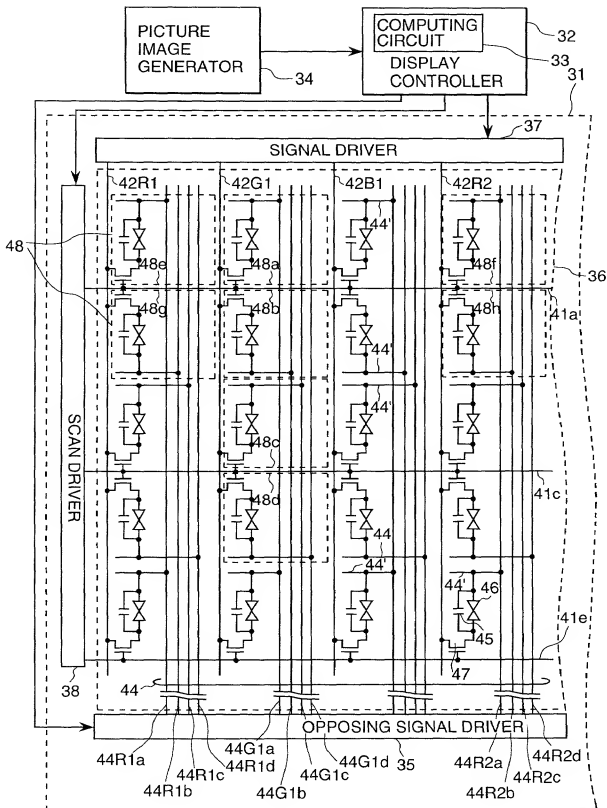 PICTURE
IMAGE
GENERATOR
34
COMPUTING
CIRCUIT
33
DISPLAY
CONTROLLER
32
31
37
SIGNAL DRIVER
42R1
42G1
42B1
42R2
44'
48
48e
48a
48f
36
48g
48b
48h
41a
44'
44'
SCAN DRIVER
48c
48d
41c
44
44'
44'
46
45
41e
47
38
44
OPPOSING SIGNAL DRIVER
35
44R1a
44R1b
44R1c
44R1d
44G1a
44G1b
44G1c
44G1d
44R2a
44R2b
44R2c
44R2d